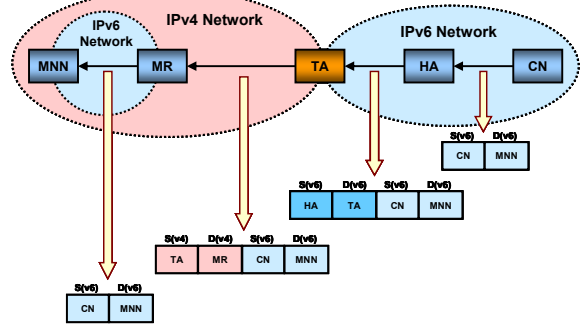 IPv4 Network
IPv6 Network
IPv6
Network
MNN
MR
TA
HA
CN
S(v6) D(v6)
CN MNN
S(v6) D(v6) S(v6) D(v6)
HA TA CN MNN
S(v4) D(v4) S(v6) D(v6)
TA MR CN MNN
S(v6) D(v6)
CN MNN